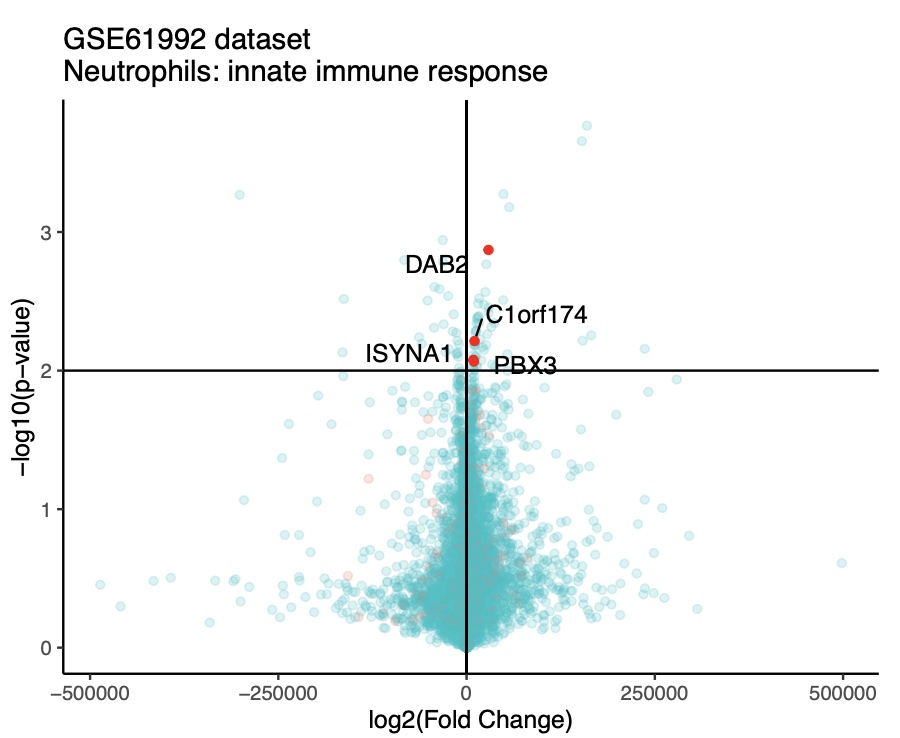 GSE61992 dataset
Neutrophils: innate immune response
−log10(p−value)
3
2
1
0
DAB2
C1orf174
ISYNA1
PBX3
−500000
−250000
0
250000
500000
log2(Fold Change)